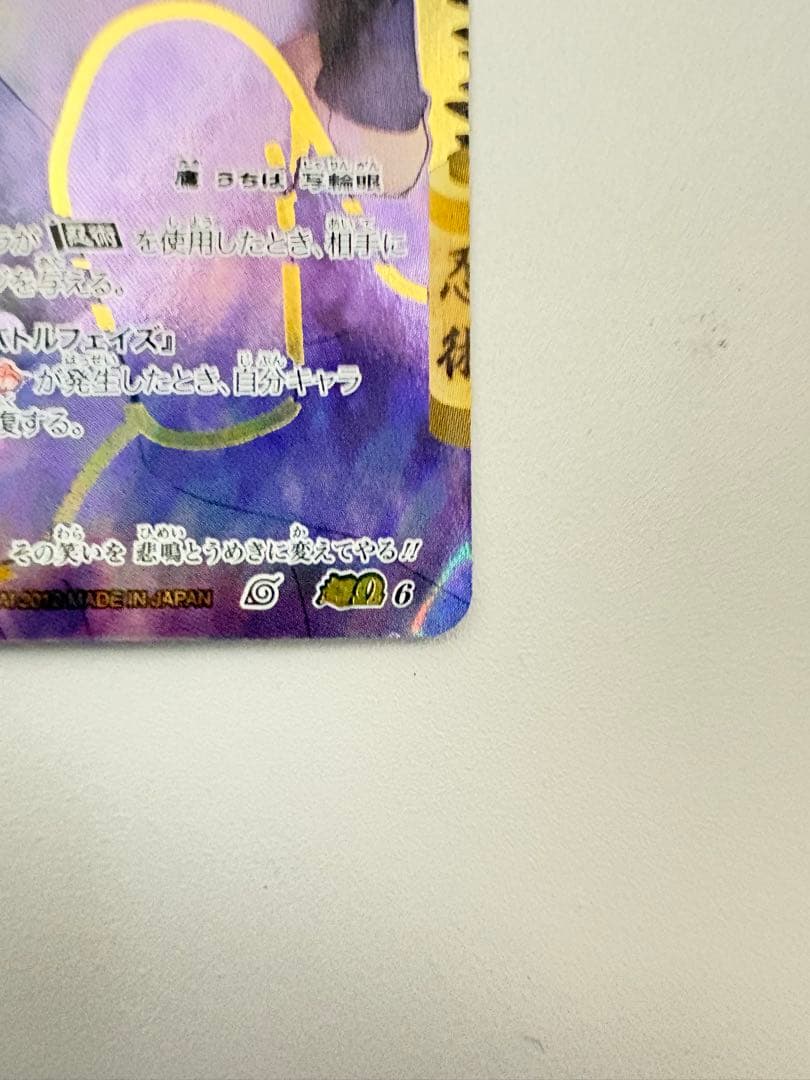 鷹 うちは 写輪眼
が 忍術 を使用したとき、相手に
を与える。
トルフェイズ』
が発生したとき、自分キャラ
復する。
その笑いを 悲鳴とうめきに変えてやる!!
MADE IN JAPAN
6
忍術